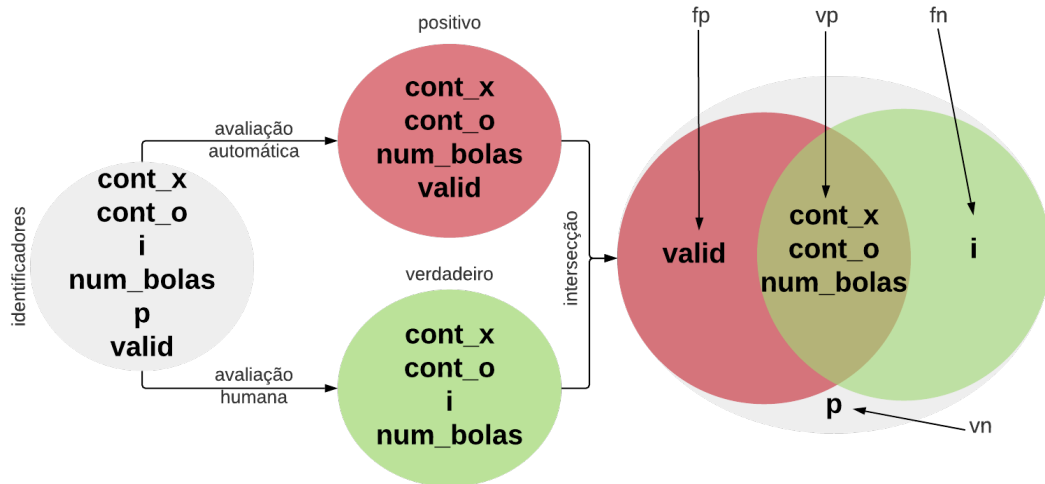 identificadores
cont_x
cont_o
i
num_bolas
p
valid
avaliação
automática
avaliação
humana
positivo
cont_x
cont_o
num_bolas
valid
verdadeiro
cont_x
cont_o
i
num_bolas
intersecção
fp
vp
fn
valid
cont_x
cont_o
num_bolas
i
p
vn